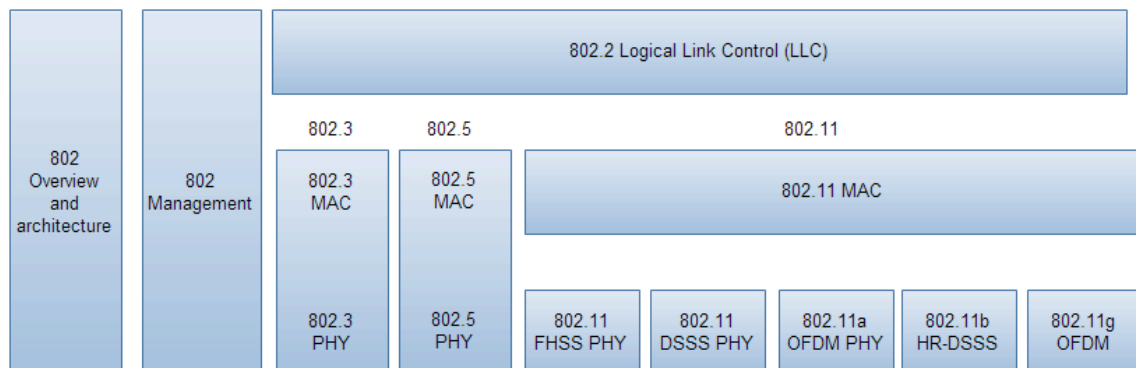 802.2 Logical Link Control (LLC)
802.3
802.5
802.11
802
Overview
and
architecture
802
Management
802.3
MAC
802.5
MAC
802.11 MAC
802.3
PHY
802.5
PHY
802.11
FHSS PHY
802.11
DSSS PHY
802.11a
OFDM PHY
802.11b
HR-DSSS
802.11g
OFDM